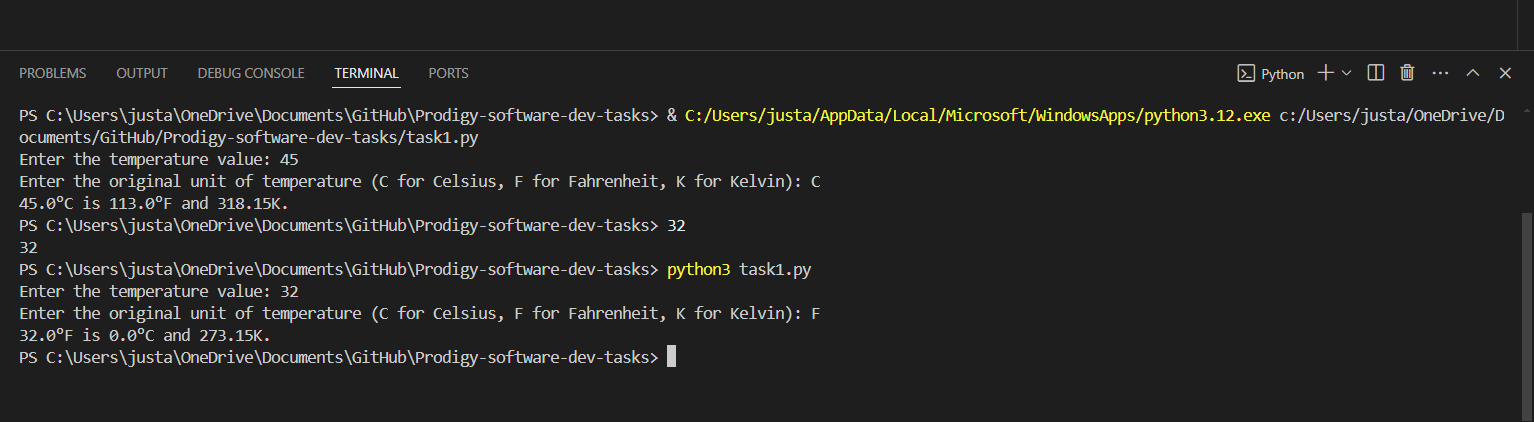 PROBLEMS OUTPUT DEBUG CONSOLE TERMINAL PORTS Python
PS C:\Users\justa\OneDrive\Documents\GitHub\Prodigy-software-dev-tasks> & C:/Users/justa/AppData/Local/Microsoft/WindowsApps/python3.12.exe c:/Users/justa/OneDrive/D
ocuments/GitHub/Prodigy-software-dev-tasks/task1.py
Enter the temperature value: 45
Enter the original unit of temperature (C for Celsius, F for Fahrenheit, K for Kelvin): C
45.0ºC is 113.0ºF and 318.15K.
PS C:\Users\justa\OneDrive\Documents\GitHub\Prodigy-software-dev-tasks> 32
32
PS C:\Users\justa\OneDrive\Documents\GitHub\Prodigy-software-dev-tasks> python3 task1.py
Enter the temperature value: 32
Enter the original unit of temperature (C for Celsius, F for Fahrenheit, K for Kelvin): F
32.0ºF is 0.0ºC and 273.15K.
PS C:\Users\justa\OneDrive\Documents\GitHub\Prodigy-software-dev-tasks>